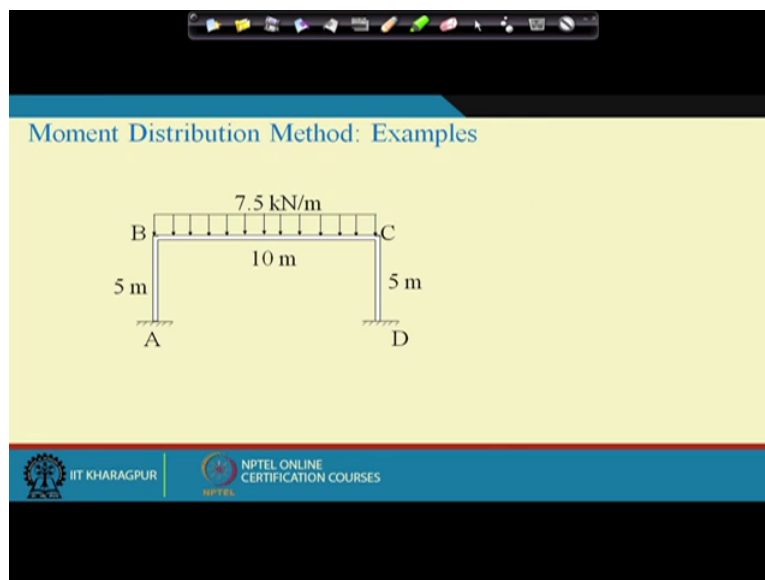 Moment Distribution Method: Examples
7.5 kN/m
B
C
10 m
5 m
5 m
A
D
IIT KHARAGPUR
NPTEL
NPTEL ONLINE
CERTIFICATION COURSES